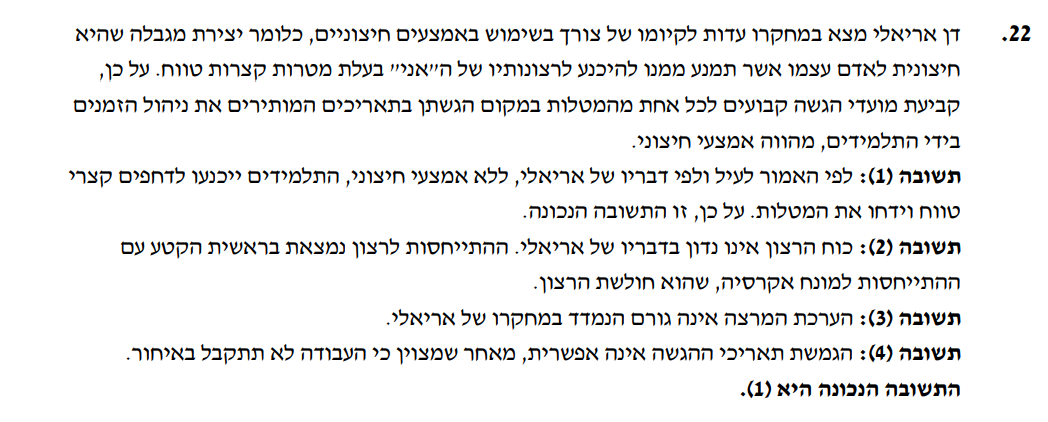 22. דן אריאלי מצא במחקרו עדות לקיומו של צורך בשימוש באמצעים חיצוניים, כלומר יצירת מגבלה שהיא
חיצונית לאדם עצמו אשר תמנע ממנו להיכנע לרצונותיו של ה״אני״ בעלת מטרות קצרות טווח. על כן,
קביעת מועדי הגשה קבועים לכל אחת מהמטלות במקום הגשתן בתאריכים המותירים את ניהול הזמנים
בידי התלמידים, מהווה אמצעי חיצוני.
תשובה (1): לפי האמור לעיל ולפי דבריו של אריאלי, ללא אמצעי חיצוני, התלמידים ייכנעו לדחפים קצרי
טווח וידחו את המטלות. על כן, זו התשובה הנכונה.
תשובה (2): כוח הרצון אינו נדון בדבריו של אריאלי. ההתייחסות לרצון נמצאת בראשית הקטע עם
ההתייחסות למונח אקרסיה, שהוא חולשת הרצון.
תשובה (3): הערכת המרצה אינה גורם הנמדד במחקרו של אריאלי.
תשובה (4): הגמשת תאריכי ההגשה אינה אפשרית, מאחר שמצוין כי העבודה לא תתקבל באיחור.
התשובה הנכונה היא (1).